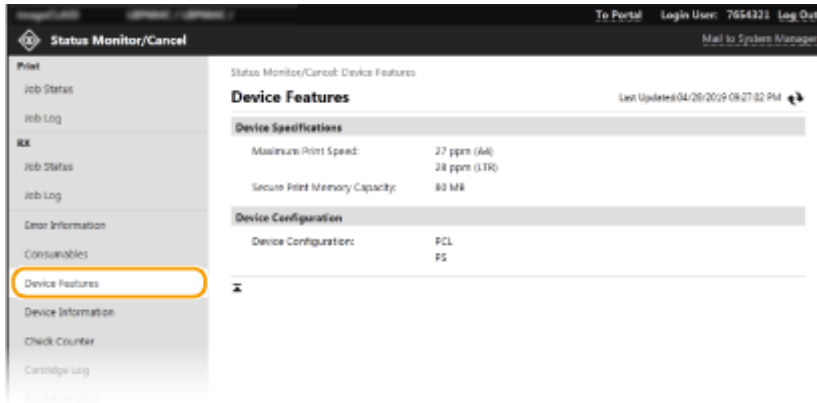 To Portal Login User: 7654321 Log Out
Status Monitor/Cancel
Mail to System Manager
Print
Job Status
Job Log
RX
Job Status
Job Log
Error Information
Consumables
Device Features
Device Information
Check Counter
Cartridge Log
Status Monitor/Cancel: Device Features
Device Features
Last Updated:04/28/2019 09:27:02 PM
Device Specifications
Maximum Print Speed: 27 ppm (A4)
28 ppm (LTR)
Secure Print Memory Capacity: 80 MB
Device Configuration
Device Configuration: PCL
PS